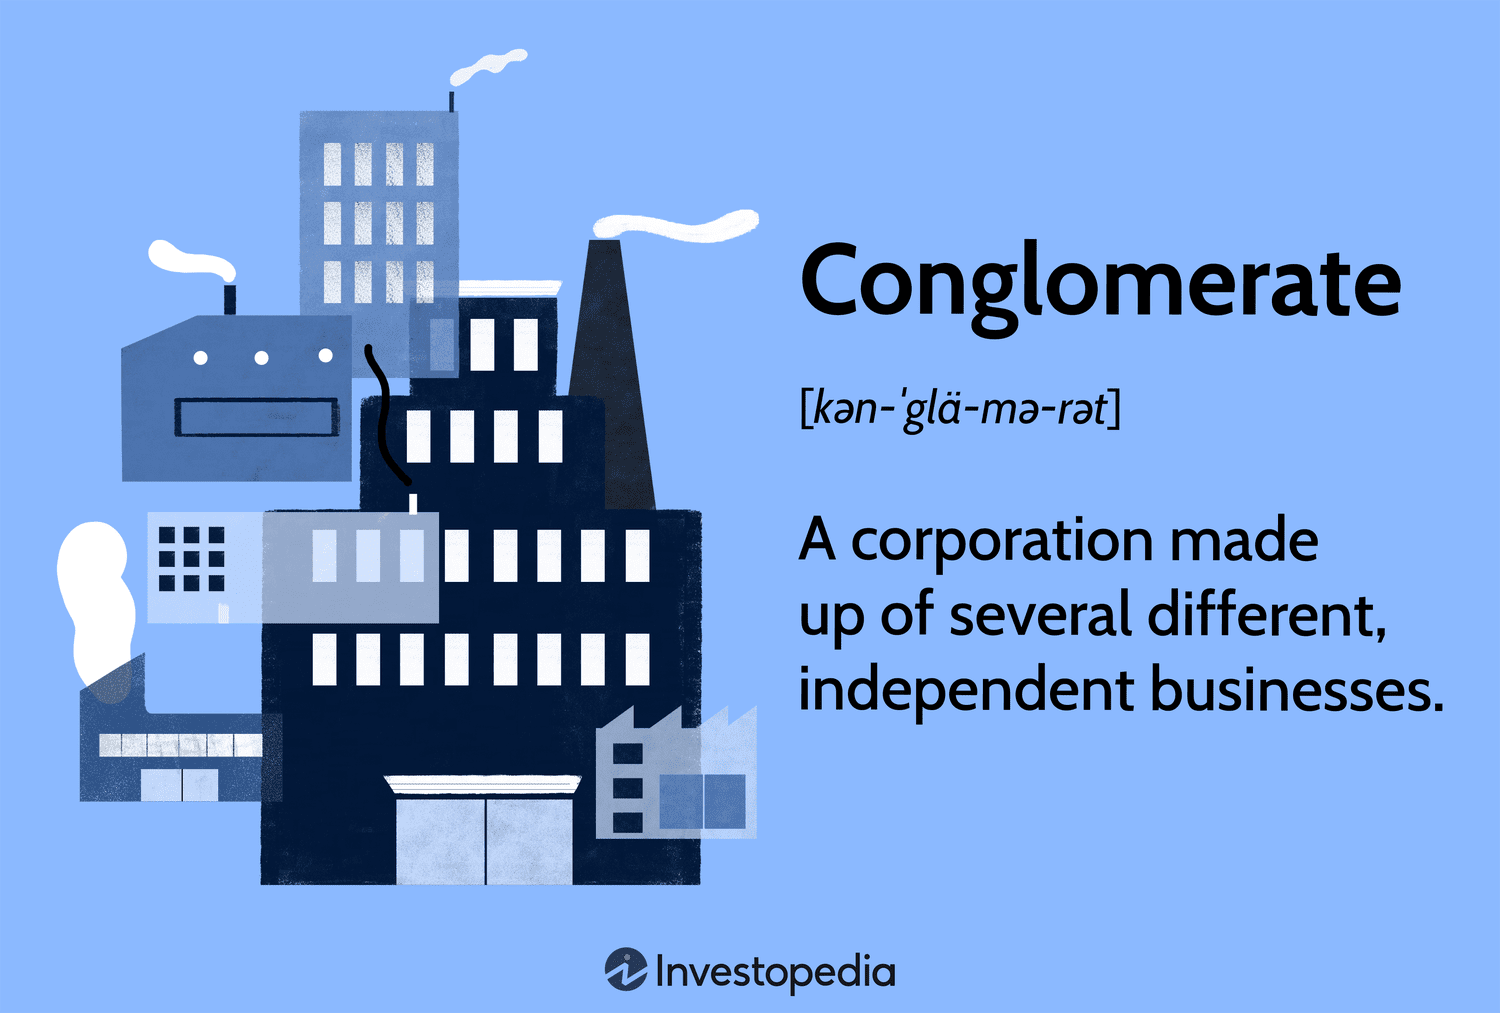 Conglomerate
[kən-ˈglä-mə-rət]
A corporation made
up of several different,
independent businesses.
Investopedia